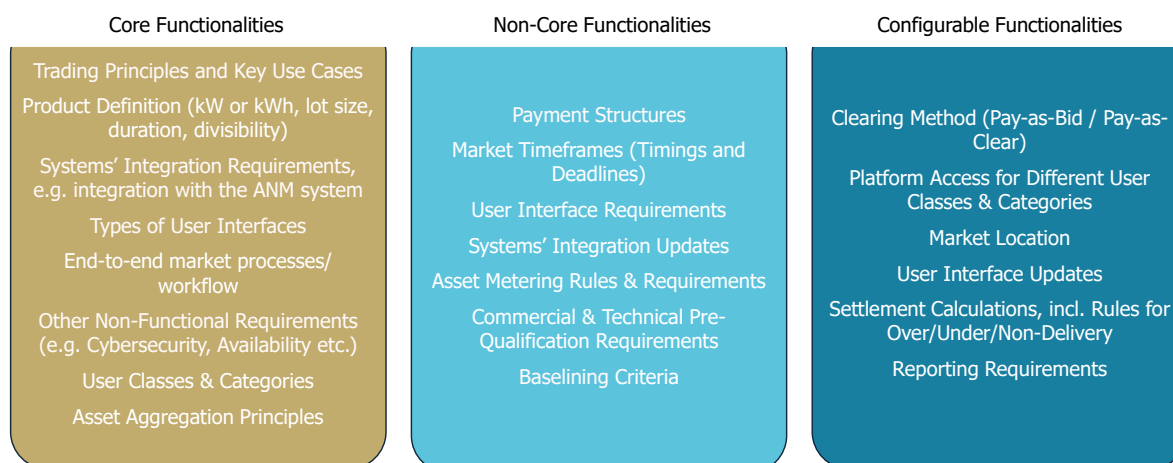 Core Functionalities
Trading Principles and Key Use Cases
Product Definition (kW or kWh, lot size,
duration, divisibility)
Systems’ Integration Requirements,
e.g. integration with the ANM system
Types of User Interfaces
End-to-end market processes/
workflow
Other Non-Functional Requirements
(e.g. Cybersecurity, Availability etc.)
User Classes & Categories
Asset Aggregation Principles
Non-Core Functionalities
Payment Structures
Market Timeframes (Timings and
Deadlines)
User Interface Requirements
Systems’ Integration Updates
Asset Metering Rules & Requirements
Commercial & Technical Pre-
Qualification Requirements
Baselining Criteria
Configurable Functionalities
Clearing Method (Pay-as-Bid / Pay-as-
Clear)
Platform Access for Different User
Classes & Categories
Market Location
User Interface Updates
Settlement Calculations, incl. Rules for
Over/Under/Non-Delivery
Reporting Requirements